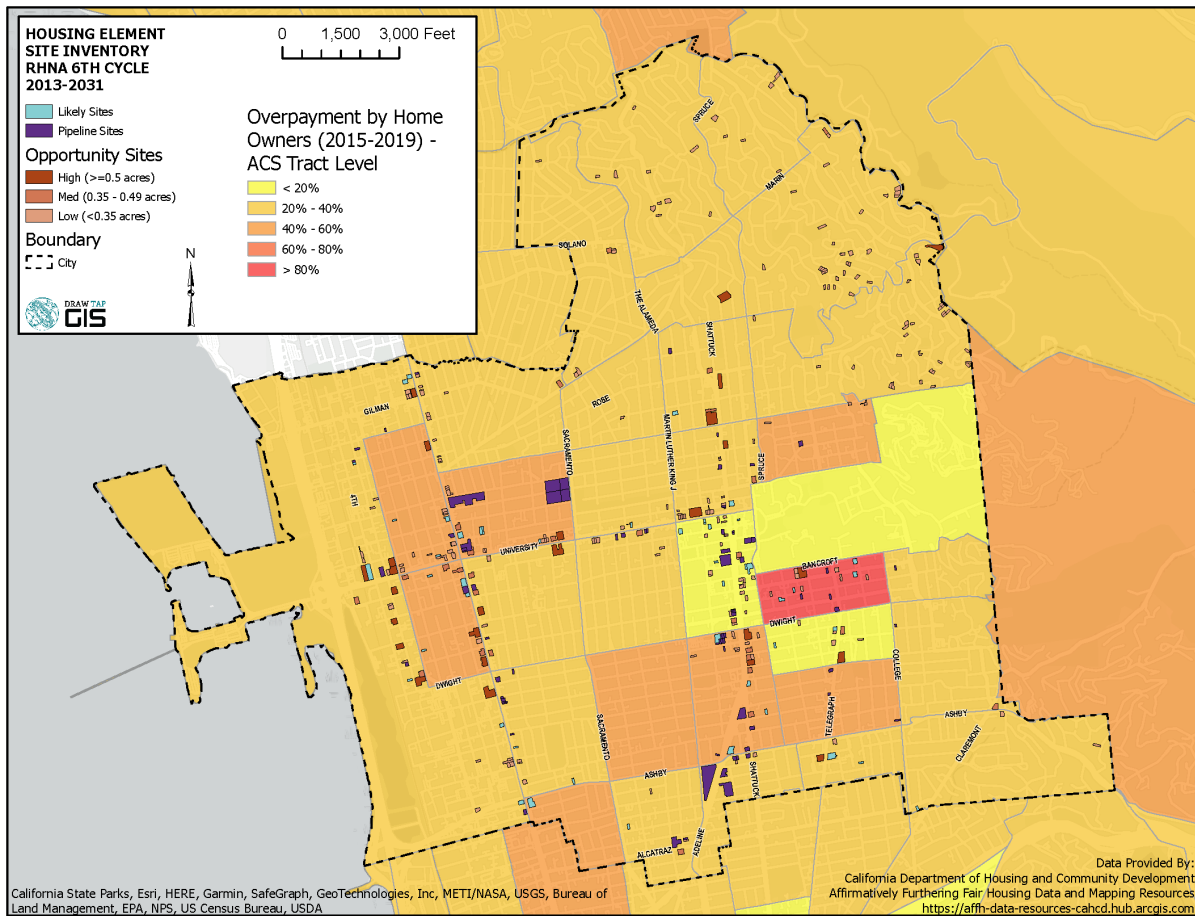 HOUSING ELEMENT
SITE INVENTORY
RHNA 6TH CYCLE
2013-2031
Likely Sites
Pipeline Sites
Opportunity Sites
High (>=0.5 acres)
Med (0.35 - 0.49 acres)
Low (<0.35 acres)
Boundary
City
DRAW TAP
GIS
N
0 1,500 3,000 Feet
Overpayment by Home
Owners (2015-2019) -
ACS Tract Level
< 20%
20% - 40%
40% - 60%
60% - 80%
> 80%
SPRUCE
MARIN
SOLANO
THE ALAMEDA
SHATTUCK
GILMAN
ROSE
SACRAMENTO
MARTIN LUTHER KING J
SPRUCE
4TH
UNIVERSITY
BANCROFT
DWIGHT
DWIGHT
COLLEGE
SACRAMENTO
TELEGRAPH
ASHBY
CLAREMONT
ASHBY
SHATTUCK
ADELINE
ALCATRAZ
California State Parks, Esri, HERE, Garmin, SafeGraph, GeoTechnologies, Inc, METI/NASA, USGS, Bureau of
Land Management, EPA, NPS, US Census Bureau, USDA
Data Provided By:
California Department of Housing and Community Development
Affirmatively Furthering Fair Housing Data and Mapping Resources
https://affh-data-resources-cahcd.hub.arcgis.com